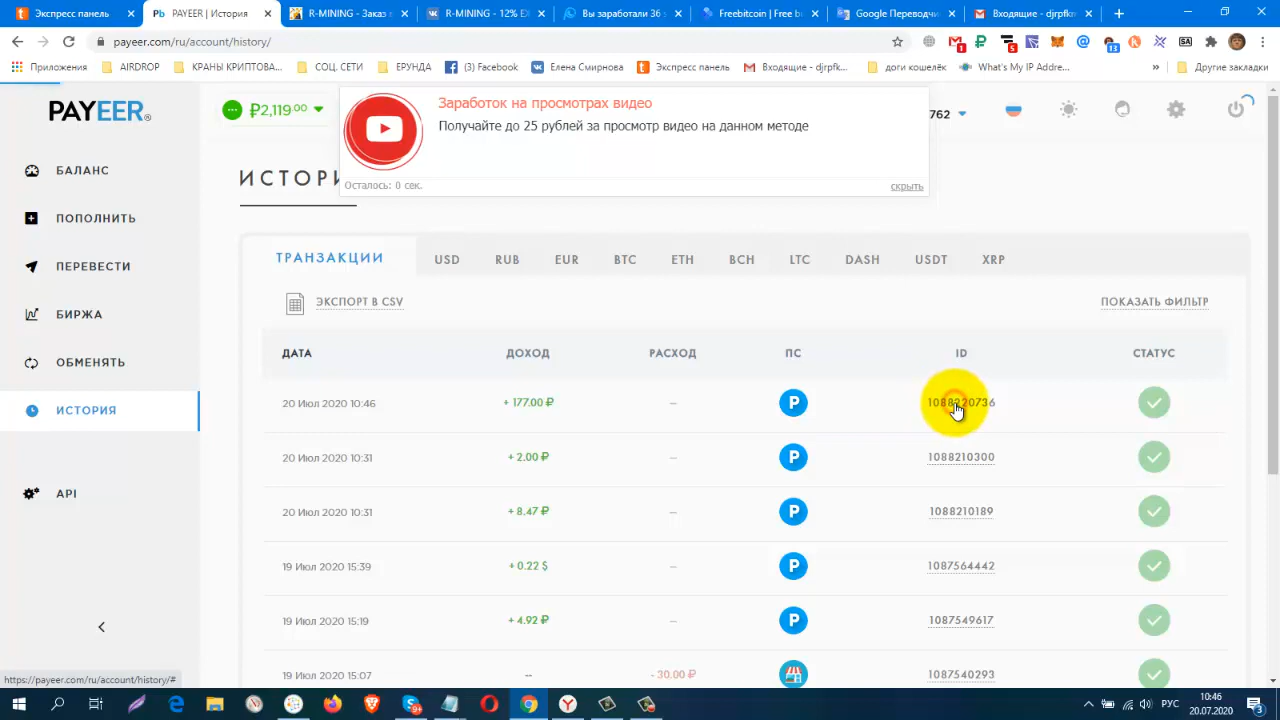 Экспресс панель
PAYEER | История
R-MINING - Заказ в
R-MINING - 12% Е
Вы заработали 36 s
Freebitcoin | Free b
Google Переводчи
Входящие - djrpfko
payeer.com/ru/account/history/
1
5
13
Приложения
AIRDROP
КРАНЫ КРИПТОВА...
СОЦ. СЕТИ
ЕРУНДА
(3) Facebook
Елена Смирнова
Экспресс панель
Входящие - djrpfk...
доги кошелёк
What's My IP Addre...
»
Другие закладки
PAYEER®
₽2,119.00
Заработок на просмотрах видео
Получайте до 25 рублей за просмотр видео на данном методе
Осталось: 0 сек.
скрыть
762
БАЛАНС
ПОПОЛНИТЬ
ПЕРЕВЕСТИ
БИРЖА
ОБМЕНЯТЬ
ИСТОРИЯ
API
ИСТОРИ
ТРАНЗАКЦИИ
USD
RUB
EUR
BTC
ETH
BCH
LTC
DASH
USDT
XRP
ЭКСПОРТ В CSV
ПОКАЗАТЬ ФИЛЬТР
ДАТА
ДОХОД
РАСХОД
ПС
ID
СТАТУС
20 Июл 2020 10:46
+ 177.00 ₽
--
P
1088220736
20 Июл 2020 10:31
+ 2.00 ₽
--
P
1088210300
20 Июл 2020 10:31
+ 8.47 ₽
--
P
1088210189
19 Июл 2020 15:39
+ 0.22 $
--
P
1087564442
19 Июл 2020 15:19
+ 4.92 ₽
--
P
1087549617
19 Июл 2020 15:07
--
- 30.00 ₽
1087540293
https://payeer.com/ru/account/history/#
РУС
10:46
20.07.2020
3